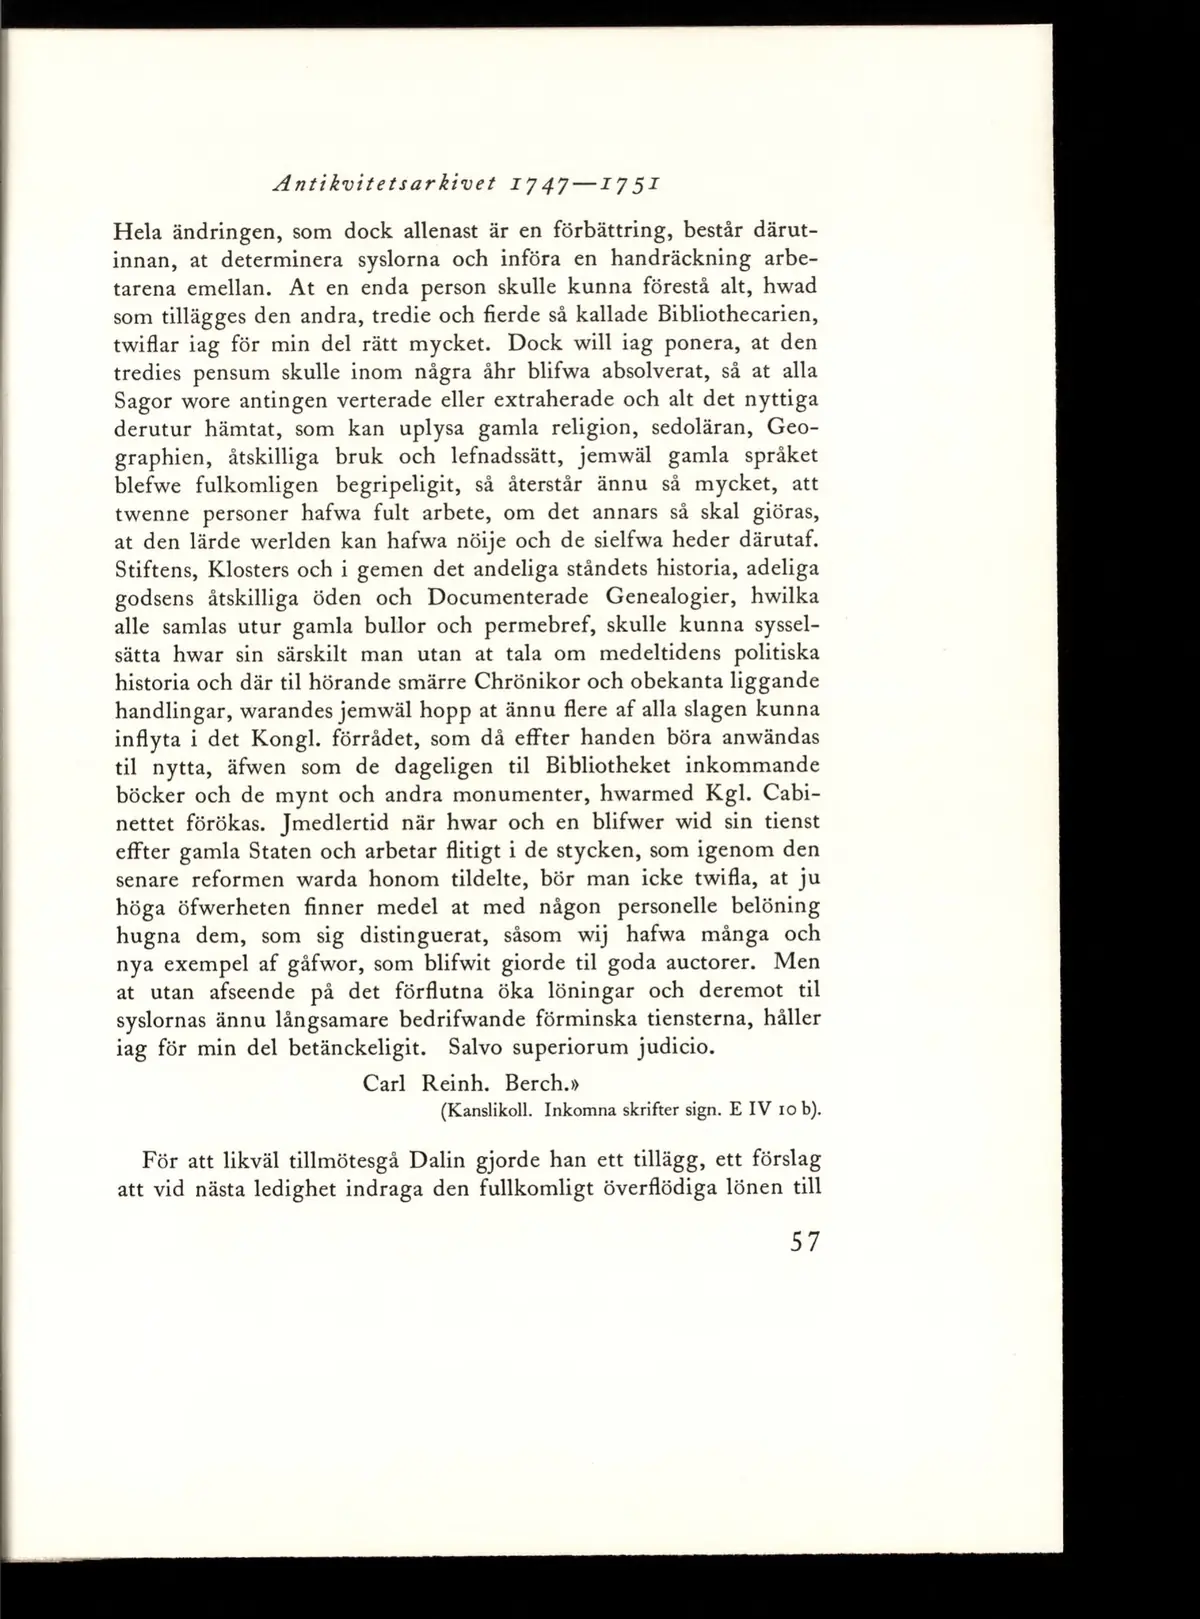 Antikvitetsarkivet 1747—1751
Hela ändringen, som dock allenast är en förbättring, består därut-
innan, at determinera syslorna och införa en handräckning arbe-
tarena emellan. At en enda person skulle kunna förestå alt, hwad
som tillägges den andra, tredie och fierde så kallade Bibliothecarien,
twiflar iag för min del rätt mycket. Dock will iag ponera, at den
tredies pensum skulle inom några åhr blifwa absolverat, så at alla
Sagor wore antingen verterade eller extraherade och alt det nyttiga
derutur hämtat, som kan uplysa gamla religion, sedoläran, Geo-
graphien, åtskilliga bruk och lefnadssätt, jemwäl gamla språket
blefwe fulkomligen begripeligit, så återstår ännu så mycket, att
twenne personer hafwa fult arbete, om det annars så skal giöras,
at den lärde werlden kan hafwa nöije och de sielfwa heder därutaf.
Stiftens, Klosters och i gemen det andeliga ståndets historia, adeliga
godsens åtskilliga öden och Documenterade Genealogier, hwilka
alle samlas utur gamla bullor och permebref, skulle kunna syssel-
sätta hwar sin särskilt man utan at tala om medeltidens politiska
historia och där til hörande smärre Chrönikor och obekanta liggande
handlingar, warandes jemwäl hopp at ännu flere af alla slagen kunna
inflyta i det Kongl. förrådet, som då effter handen böra anwändas
til nytta, äfwen som de dageligen til Bibliotheket inkommande
böcker och de mynt och andra monumenter, hwarmed Kgl. Cabi-
nettet förökas. Jmedlertid när hwar och en blifwer wid sin tienst
effter gamla Staten och arbetar flitigt i de stycken, som igenom den
senare reformen warda honom tildelte, bör man icke twifla, at ju
höga öfwerheten finner medel at med någon personelle belöning
hugna dem, som sig distinguerat, såsom wij hafwa många och
nya exempel af gåfwor, som blifwit giorde til goda auctorer. Men
at utan afseende på det förflutna öka löningar och deremot til
syslornas ännu långsamare bedrifwande förminska tiensterna, håller
iag för min del betänckeligit. Salvo superiorum judicio.
Carl Reinh. Berch.»
(Kanslikoll. Inkomna skrifter sign. E IV 10 b).
För att likväl tillmötesgå Dalin gjorde han ett tillägg, ett förslag
att vid nästa ledighet indraga den fullkomligt överflödiga lönen till
57